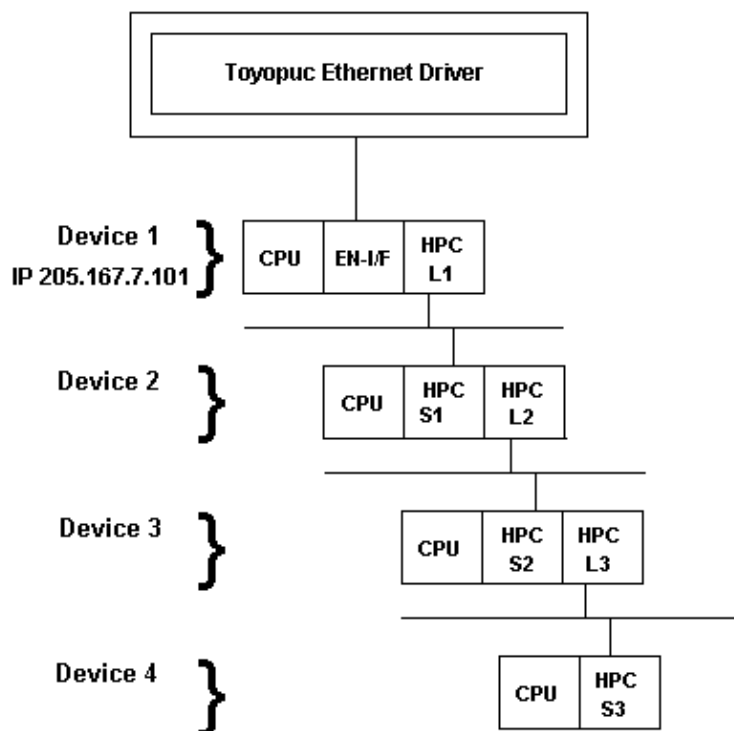 Toyopuc Ethernet Driver
Device 1
IP 205.167.7.101
CPU
EN-I/F
HPC
L1
Device 2
CPU
HPC
S1
HPC
L2
Device 3
CPU
HPC
S2
HPC
L3
Device 4
CPU
HPC
S3